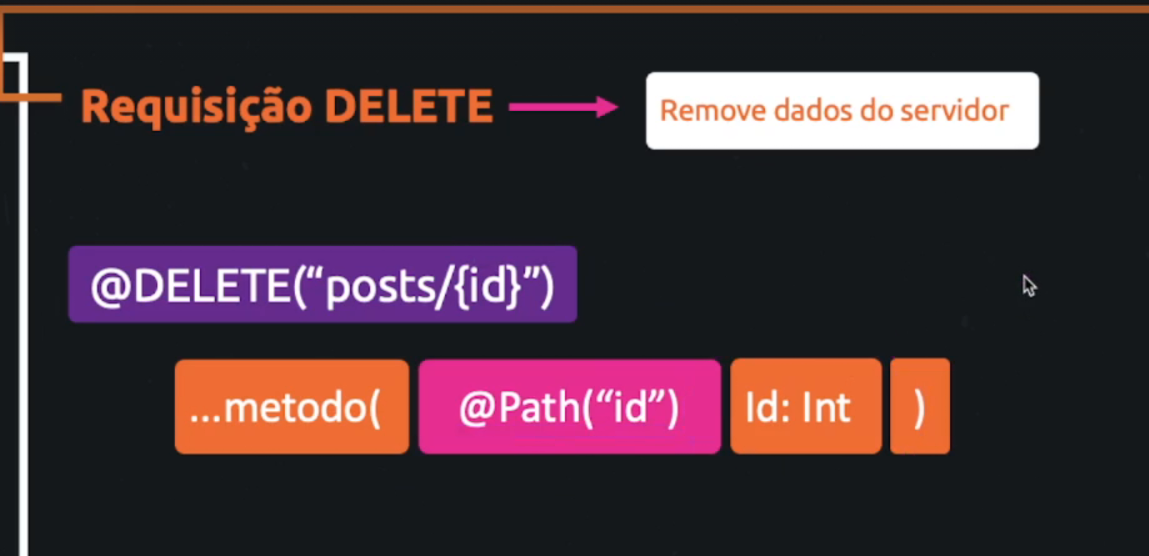 Requisição DELETE
Remove dados do servidor
@DELETE(“posts/{id}”)
...metodo( @Path(“id”) Id: Int )